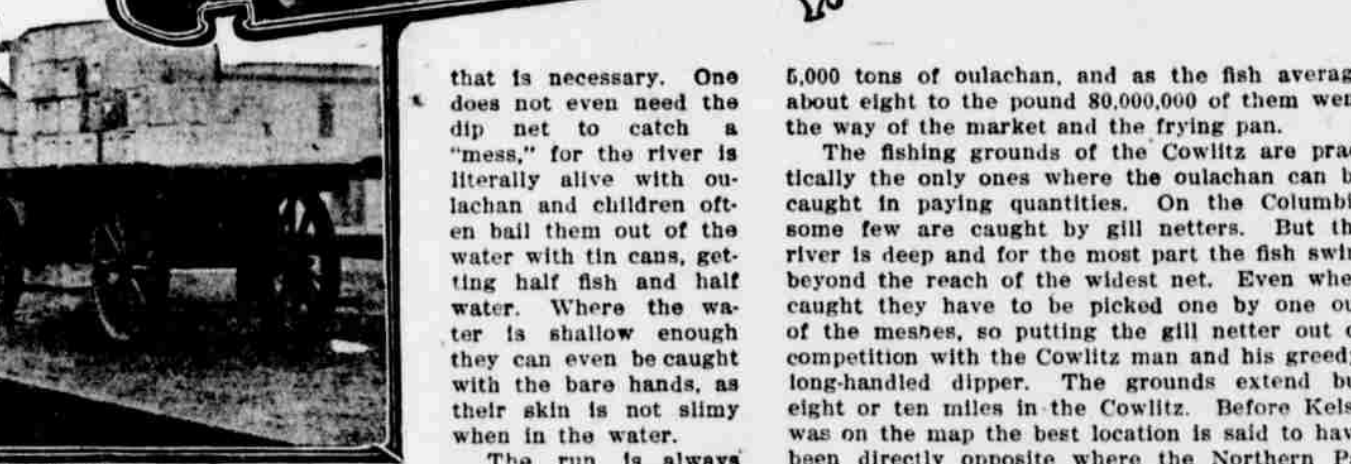 that is necessary. One
does not even need the
dip net to catch a
“mess,” for the river is
literally alive with ou-
lachan and children oft-
en bail them out of the
water with tin cans, get-
ting half fish and half
water. Where the wa-
ter is shallow enough
they can even be caught
with the bare hands, as
their skin is not slimy
when in the water.
The run is always
5,000 tons of oulachan, and as the fish averag
about eight to the pound 80,000,000 of them wen
the way of the market and the frying pan.
The fishing grounds of the Cowlitz are prac
tically the only ones where the oulachan can b
caught in paying quantities. On the Columbi
some few are caught by gill netters. But th
river is deep and for the most part the fish swim
beyond the reach of the widest net. Even whe
caught they have to be picked one by one ou
of the meshes, so putting the gill netter out o
competition with the Cowlitz man and his greedy
long-handled dipper. The grounds extend bu
eight or ten miles in the Cowlitz. Before Kels
was on the map the best location is said to hav
been directly opposite where the Northern Pa